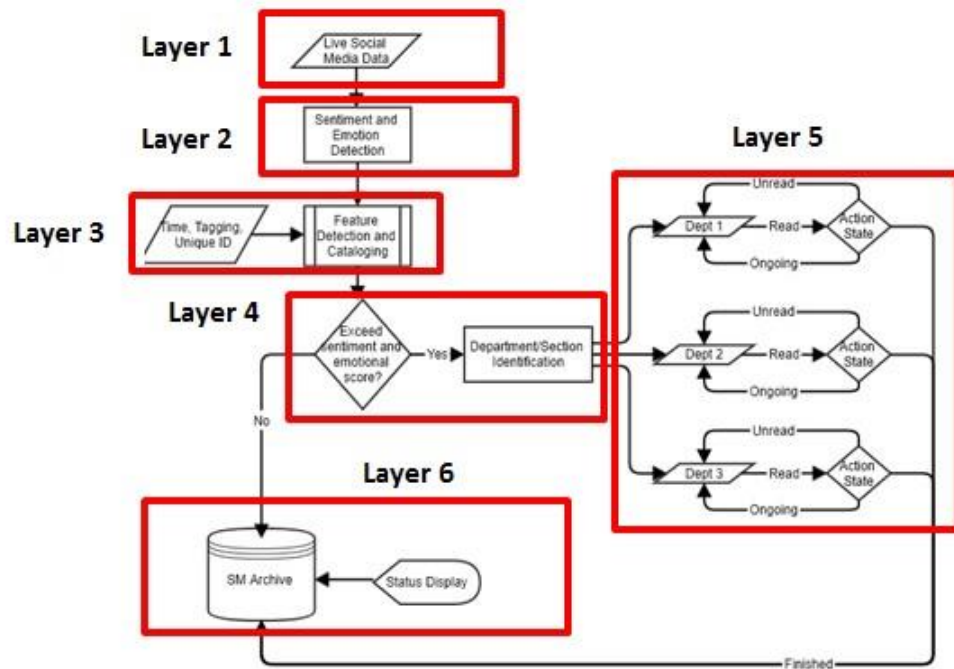 Layer 1
Live Social
Media Data
Layer 2
Sentiment and
Emotion
Detection
Layer 3
Time, Tagging,
Unique ID
Feature
Detection and
Cataloging
Layer 4
Exceed
sentiment and
emotional
score?
Yes
Department/Section
Identification
No
Layer 5
Unread
Dept 1
Read
Action
State
Ongoing
Unread
Dept 2
Read
Action
State
Ongoing
Unread
Dept 3
Read
Action
State
Ongoing
Layer 6
SM Archive
Status Display
Finished